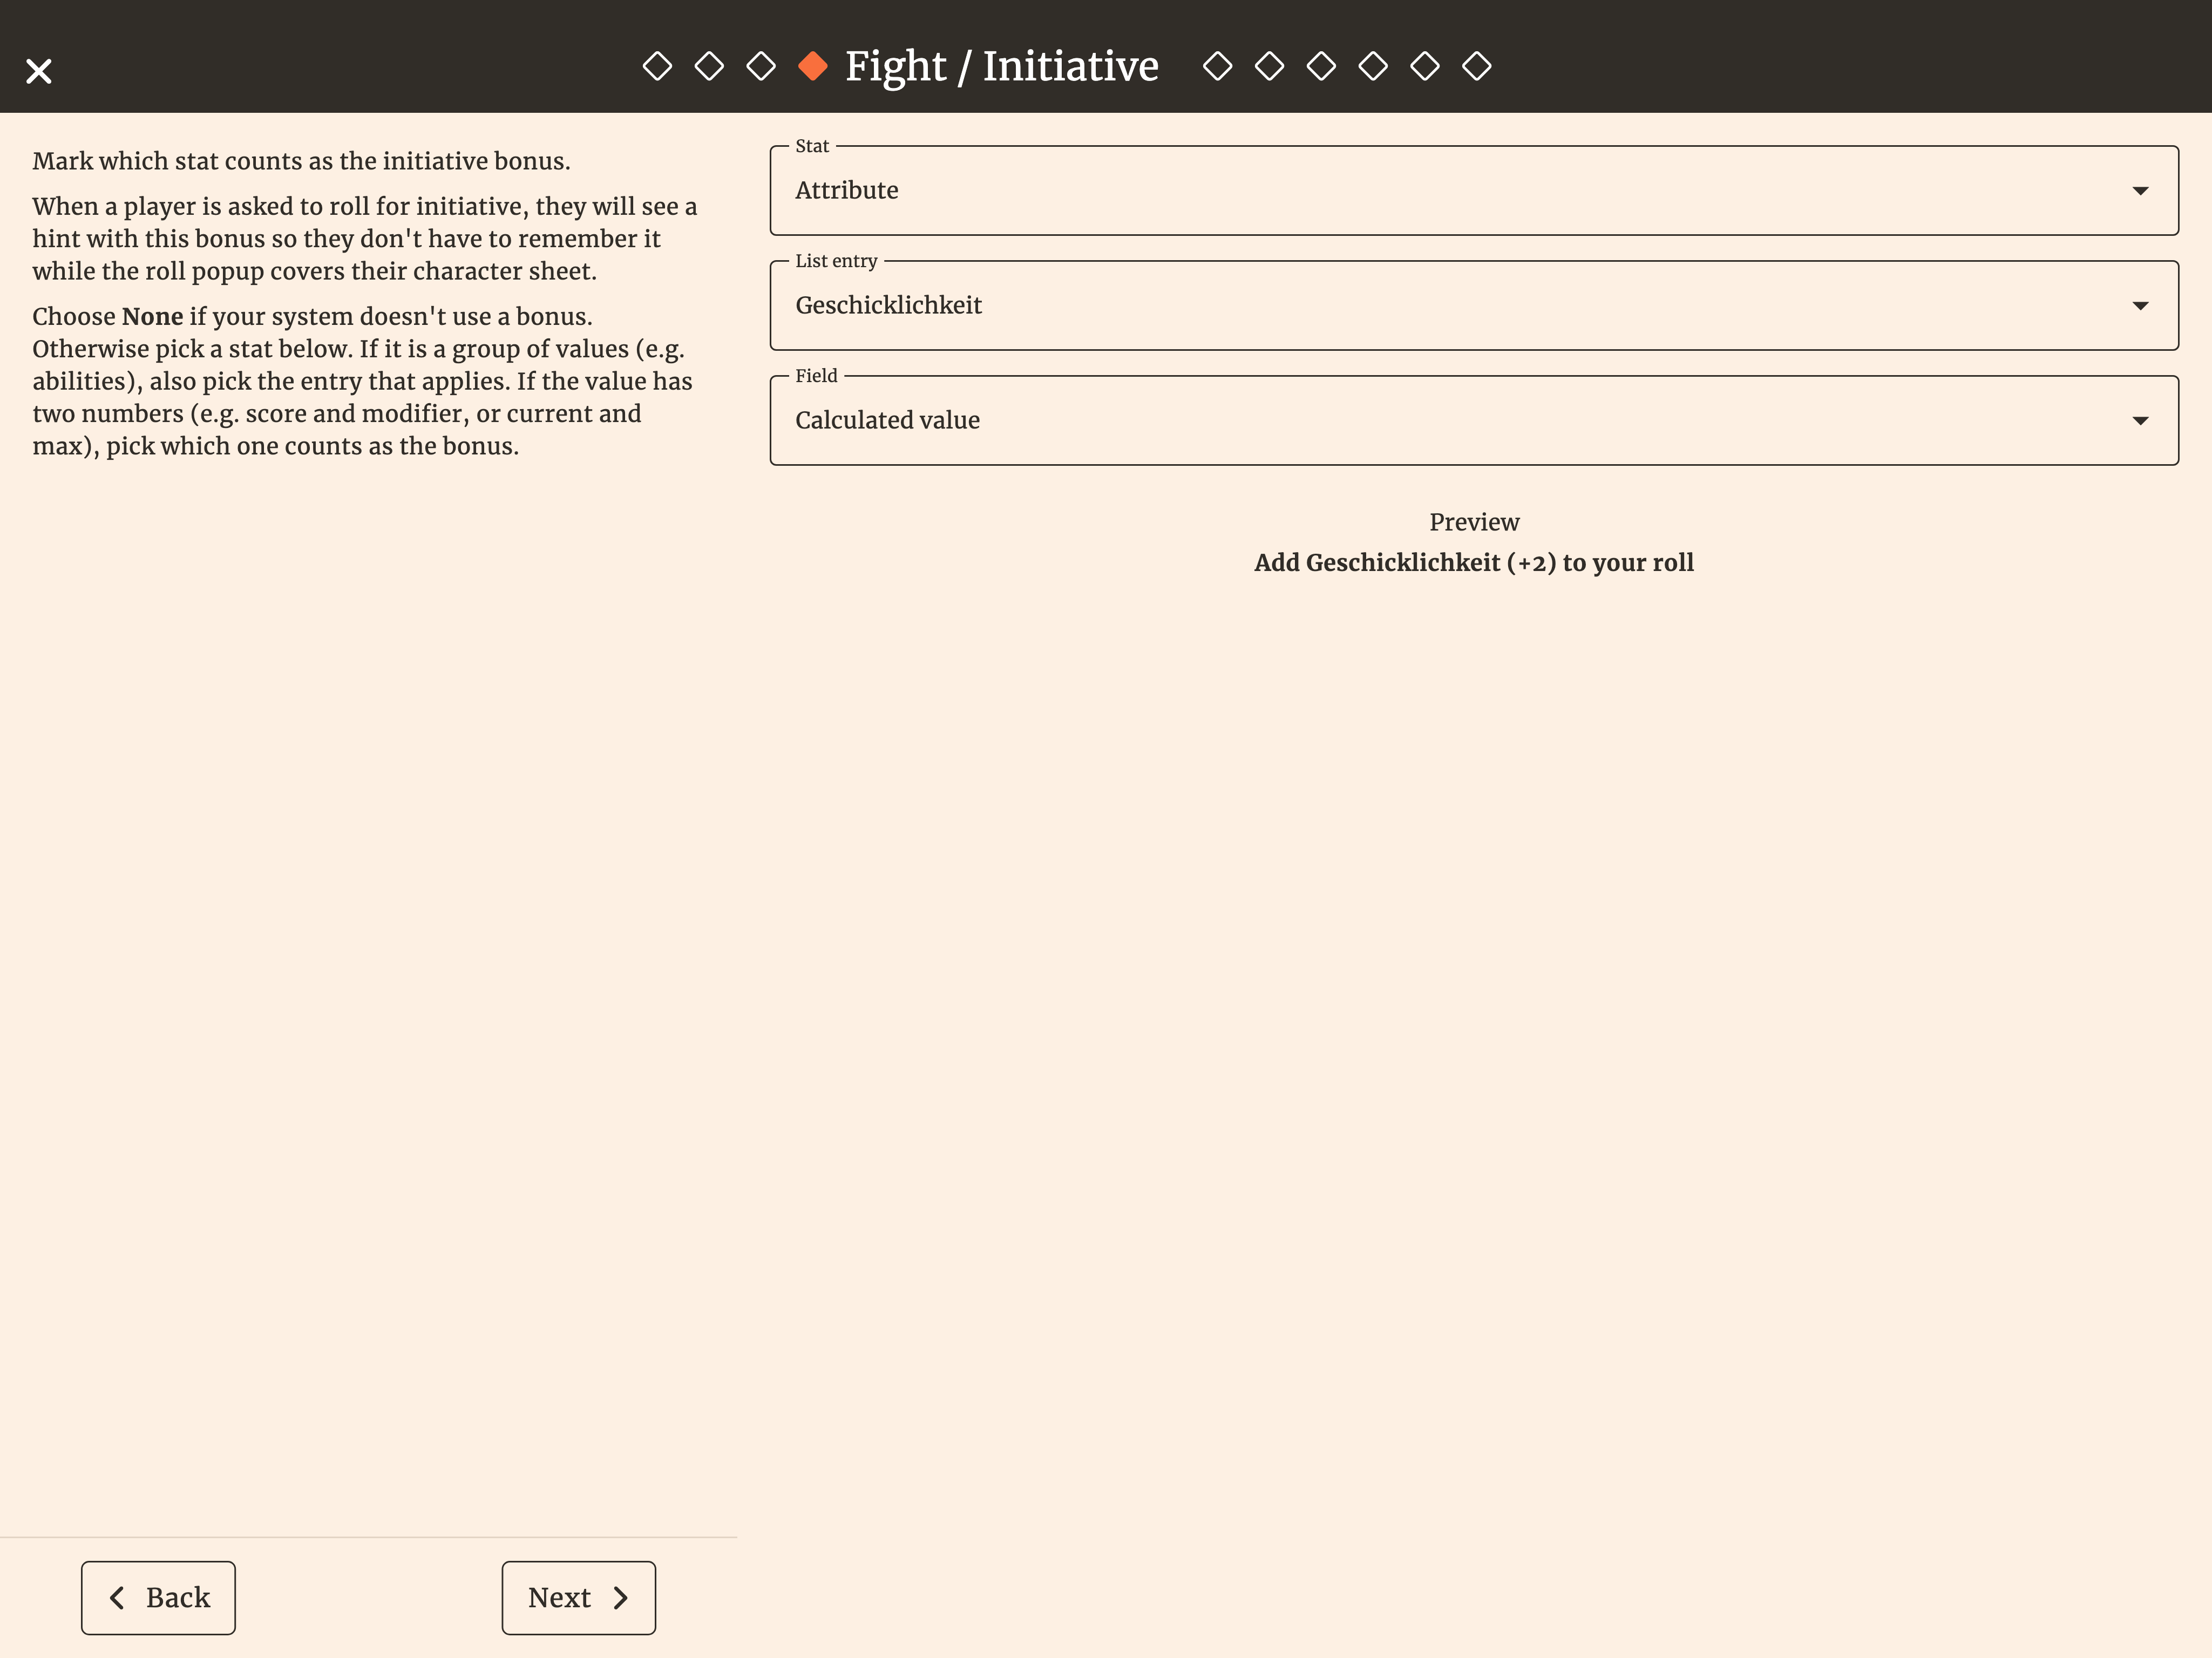 Fight / Initiative
Mark which stat counts as the initiative bonus.
When a player is asked to roll for initiative, they will see a
hint with this bonus so they don't have to remember it
while the roll popup covers their character sheet.
Choose None if your system doesn't use a bonus.
Otherwise pick a stat below. If it is a group of values (e.g.
abilities), also pick the entry that applies. If the value has
two numbers (e.g. score and modifier, or current and
max), pick which one counts as the bonus.
Stat
Attribute
List entry
Geschicklichkeit
Field
Calculated value
Preview
Add Geschicklichkeit (+2) to your roll
Back
Next